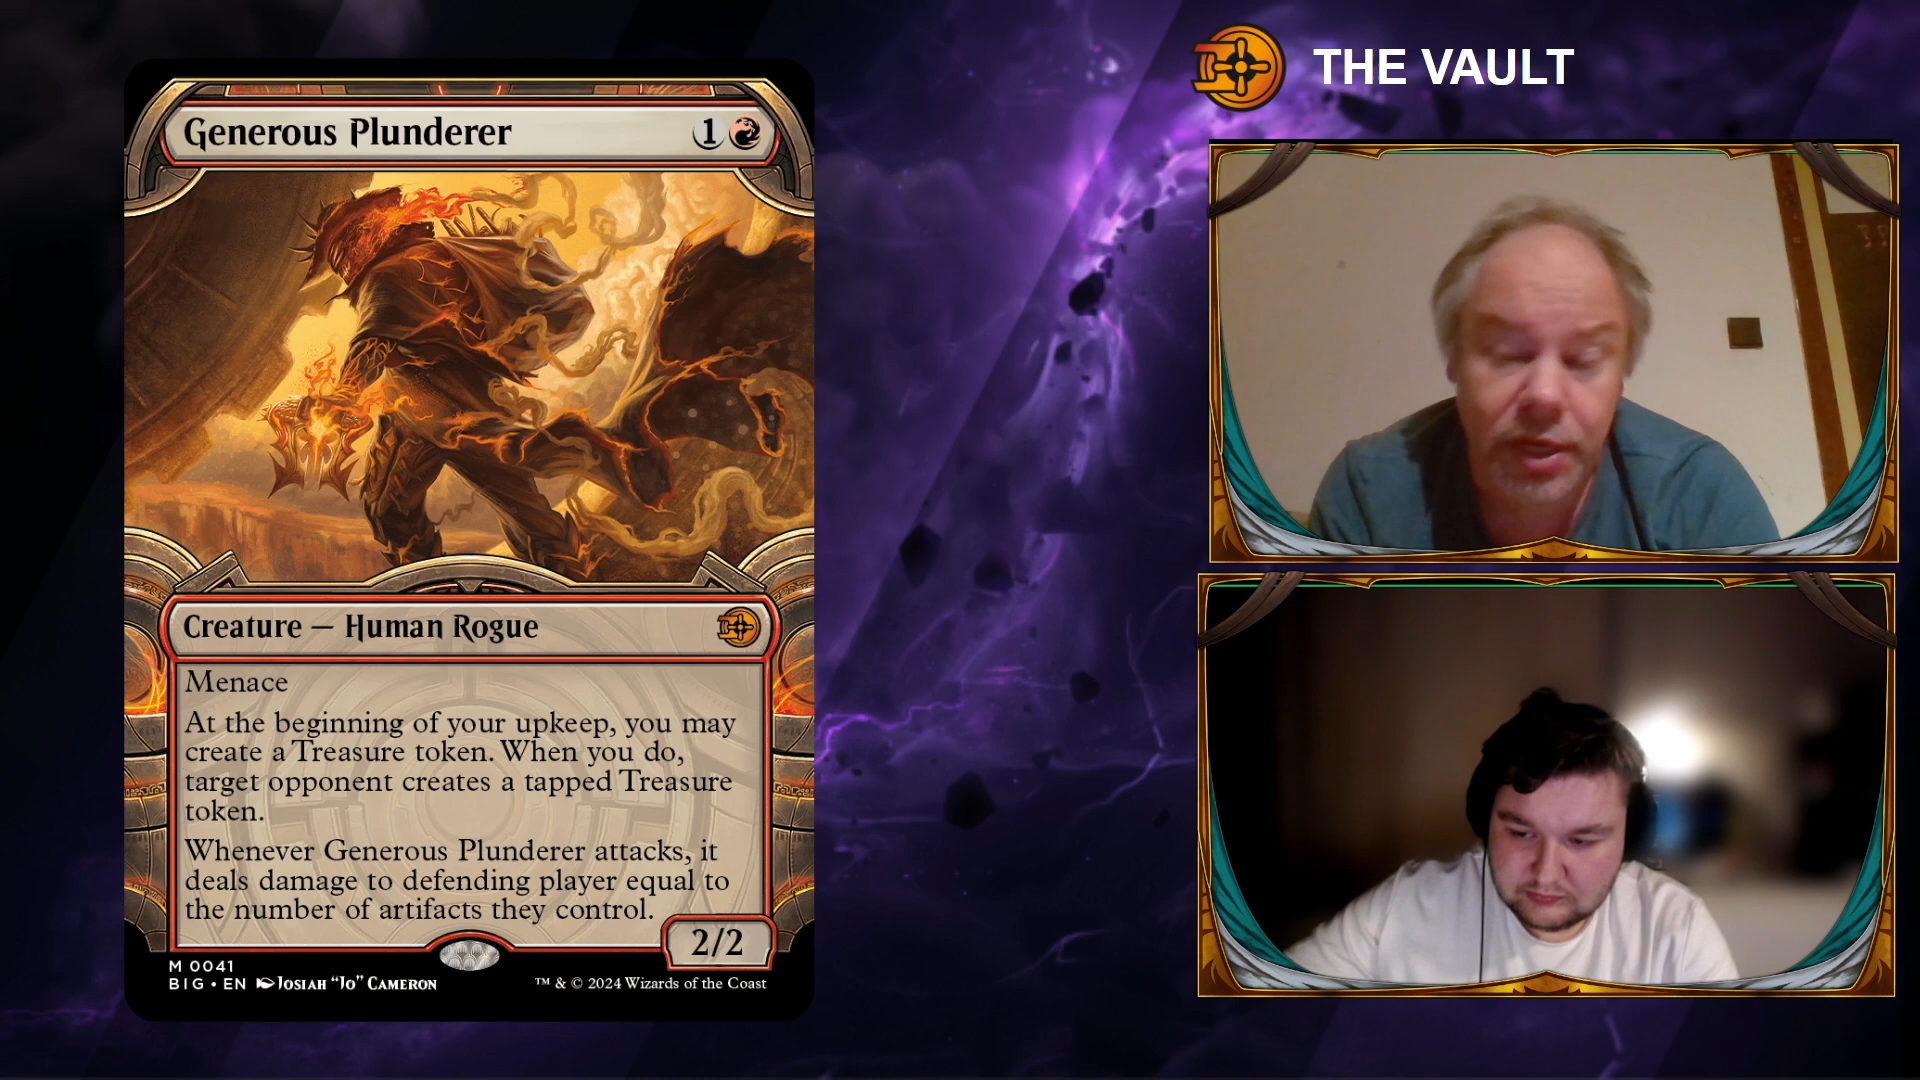 THE VAULT
Generous Plunderer 1
Creature — Human Rogue
Menace
At the beginning of your upkeep, you may
create a Treasure token. When you do,
target opponent creates a tapped Treasure
token.
Whenever Generous Plunderer attacks, it
deals damage to defending player equal to
the number of artifacts they control.
2/2
M 0041
BIG • EN Josiah "Jo" Cameron
™ & © 2024 Wizards of the Coast